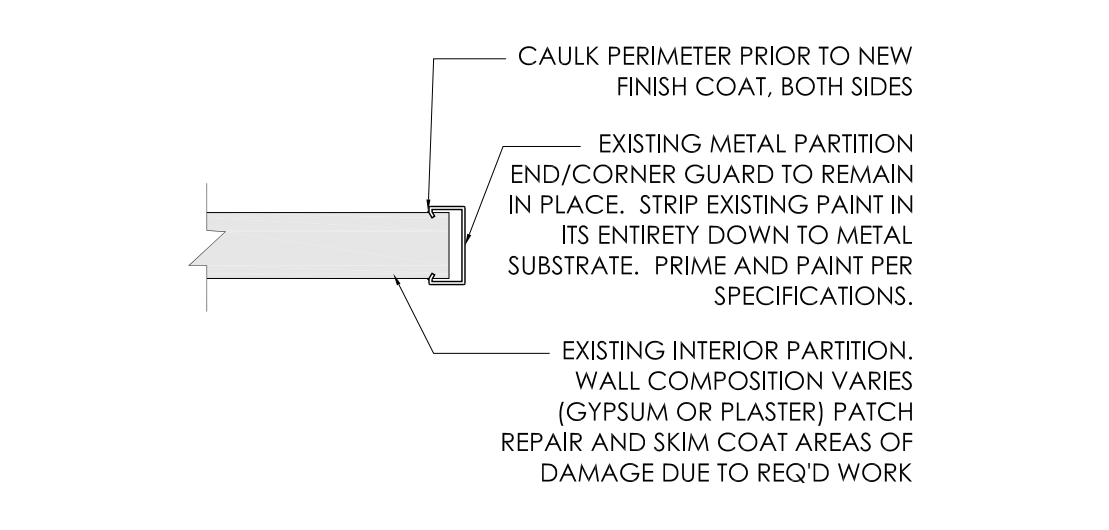 CAULK PERIMETER PRIOR TO NEW
FINISH COAT, BOTH SIDES
EXISTING METAL PARTITION
END/CORNER GUARD TO REMAIN
IN PLACE.  STRIP EXISTING PAINT IN
ITS ENTIRETY DOWN TO METAL
SUBSTRATE.  PRIME AND PAINT PER
SPECIFICATIONS.
EXISTING INTERIOR PARTITION.
WALL COMPOSITION VARIES
(GYPSUM OR PLASTER) PATCH
REPAIR AND SKIM COAT AREAS OF
DAMAGE DUE TO REQ'D WORK